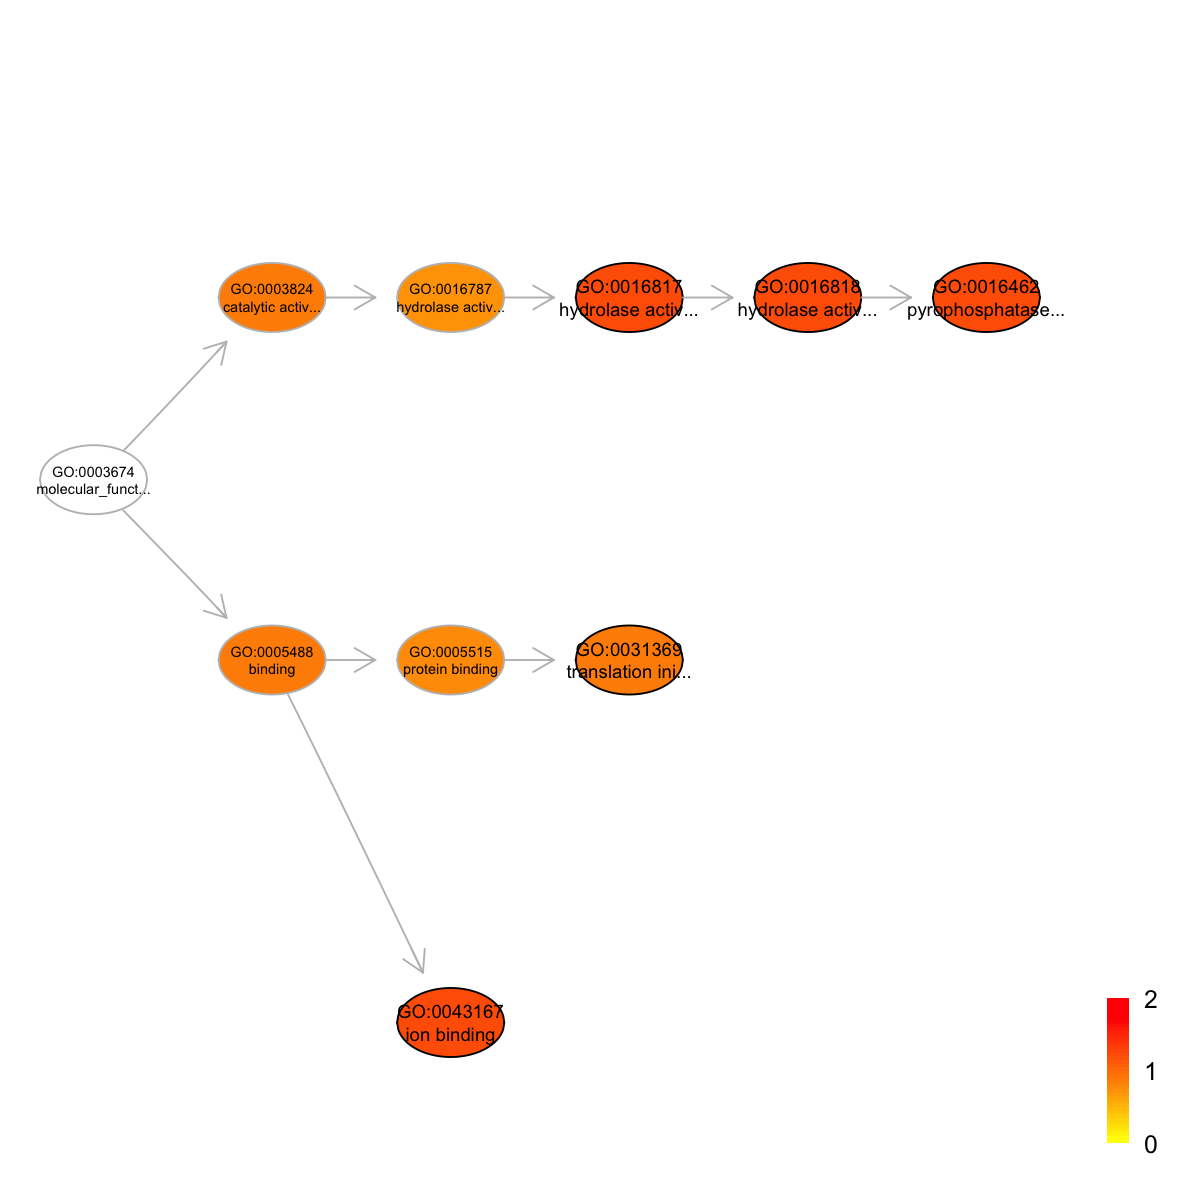 GO:0003824
catalytic activ...
GO:0016787
hydrolase activ...
GO:0016817
hydrolase activ...
GO:0016818
hydrolase activ...
GO:0016462
pyrophosphatase...
GO:0003674
molecular_funct...
GO:0005488
binding
GO:0005515
protein binding
GO:0031369
translation ini...
GO:0043167
ion binding
2
1
0